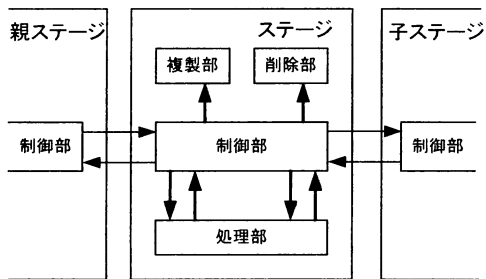 親ステージ
ステージ
子ステージ
複製部
削除部
制御部
制御部
制御部
処理部